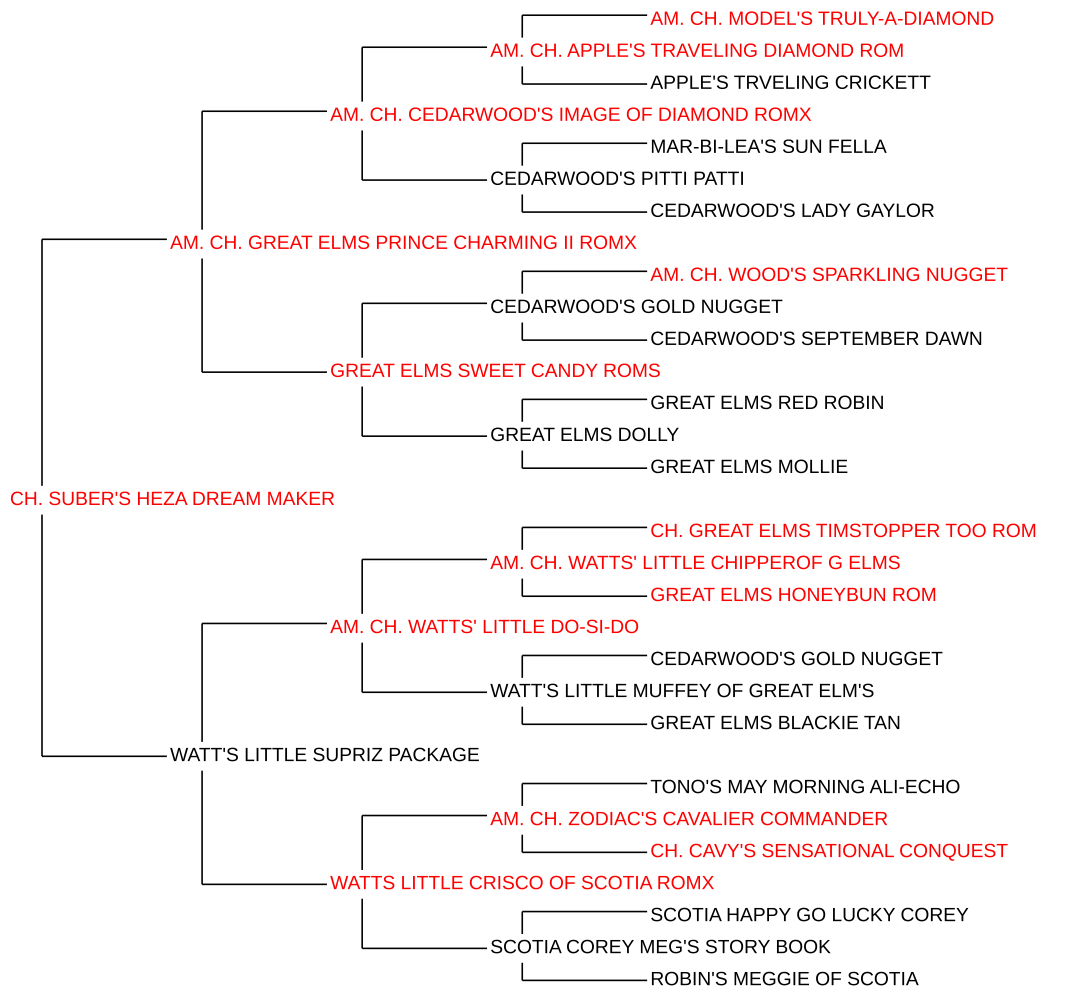 AM. CH. MODEL'S TRULY-A-DIAMOND
AM. CH. APPLE'S TRAVELING DIAMOND ROM
APPLE'S TRVELING CRICKETT
AM. CH. CEDARWOOD'S IMAGE OF DIAMOND ROMX
MAR-BI-LEA'S SUN FELLA
CEDARWOOD'S PITTI PATTI
CEDARWOOD'S LADY GAYLOR
AM. CH. GREAT ELMS PRINCE CHARMING II ROMX
AM. CH. WOOD'S SPARKLING NUGGET
CEDARWOOD'S GOLD NUGGET
CEDARWOOD'S SEPTEMBER DAWN
GREAT ELMS SWEET CANDY ROMS
GREAT ELMS RED ROBIN
GREAT ELMS DOLLY
GREAT ELMS MOLLIE
CH. SUBER'S HEZA DREAM MAKER
CH. GREAT ELMS TIMSTOPPER TOO ROM
AM. CH. WATTS' LITTLE CHIPPEROF G ELMS
GREAT ELMS HONEYBUN ROM
AM. CH. WATTS' LITTLE DO-SI-DO
CEDARWOOD'S GOLD NUGGET
WATT'S LITTLE MUFFEY OF GREAT ELM'S
GREAT ELMS BLACKIE TAN
WATT'S LITTLE SUPRIZ PACKAGE
TONO'S MAY MORNING ALI-ECHO
AM. CH. ZODIAC'S CAVALIER COMMANDER
CH. CAVY'S SENSATIONAL CONQUEST
WATTS LITTLE CRISCO OF SCOTIA ROMX
SCOTIA HAPPY GO LUCKY COREY
SCOTIA COREY MEG'S STORY BOOK
ROBIN'S MEGGIE OF SCOTIA